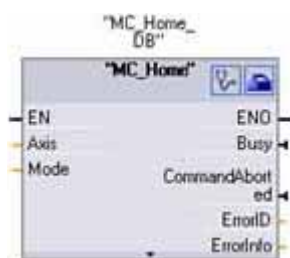 "MC_Home_
DB"
"MC_Home"
EN
ENO
Axis
Busy
Mode
CommandAbort
ed
ErrorID
ErrorInfo